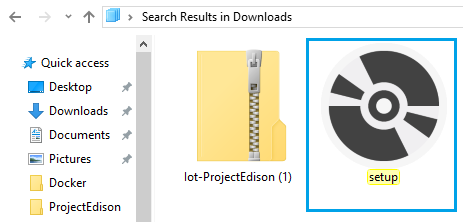 Search Results in Downloads
Quick access
Desktop
Downloads
Documents
Pictures
Docker
ProjectEdison
Iot-ProjectEdison (1)
setup